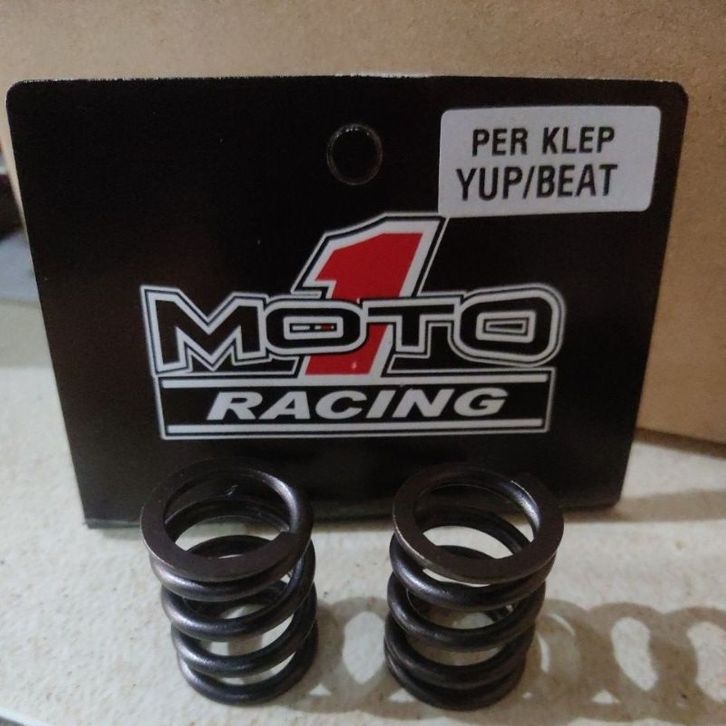 PER KLEP
YUP/BEAT
MOTO 1
RACING